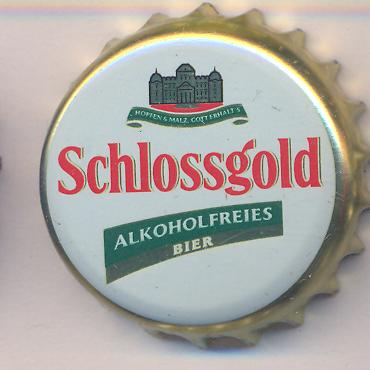 HOPFEN & MALZ, GOTT ERHALT'S
Schlossgold
ALKOHOLFREIES
BIER